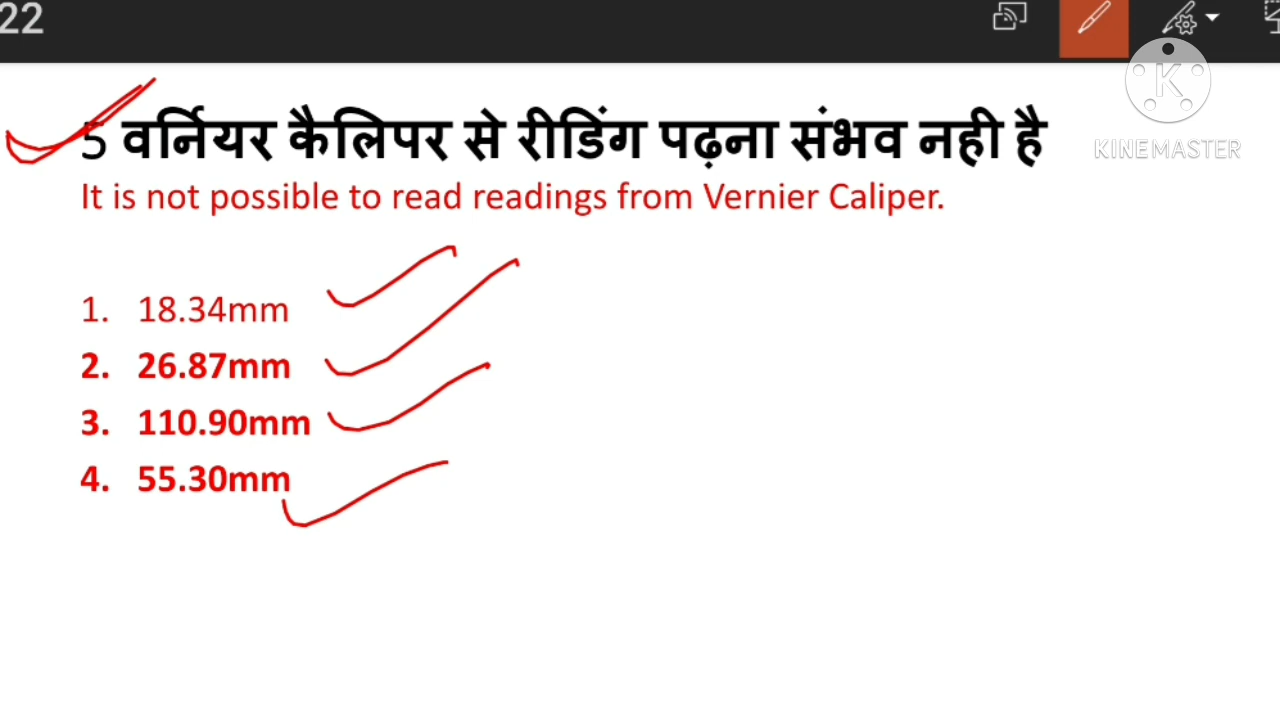 22
5 वर्नियर कैलिपर से रीडिंग पढ़ना संभव नही है
KINEMASTER
It is not possible to read readings from Vernier Caliper.
1. 18.34mm
2. 26.87mm
3. 110.90mm
4. 55.30mm